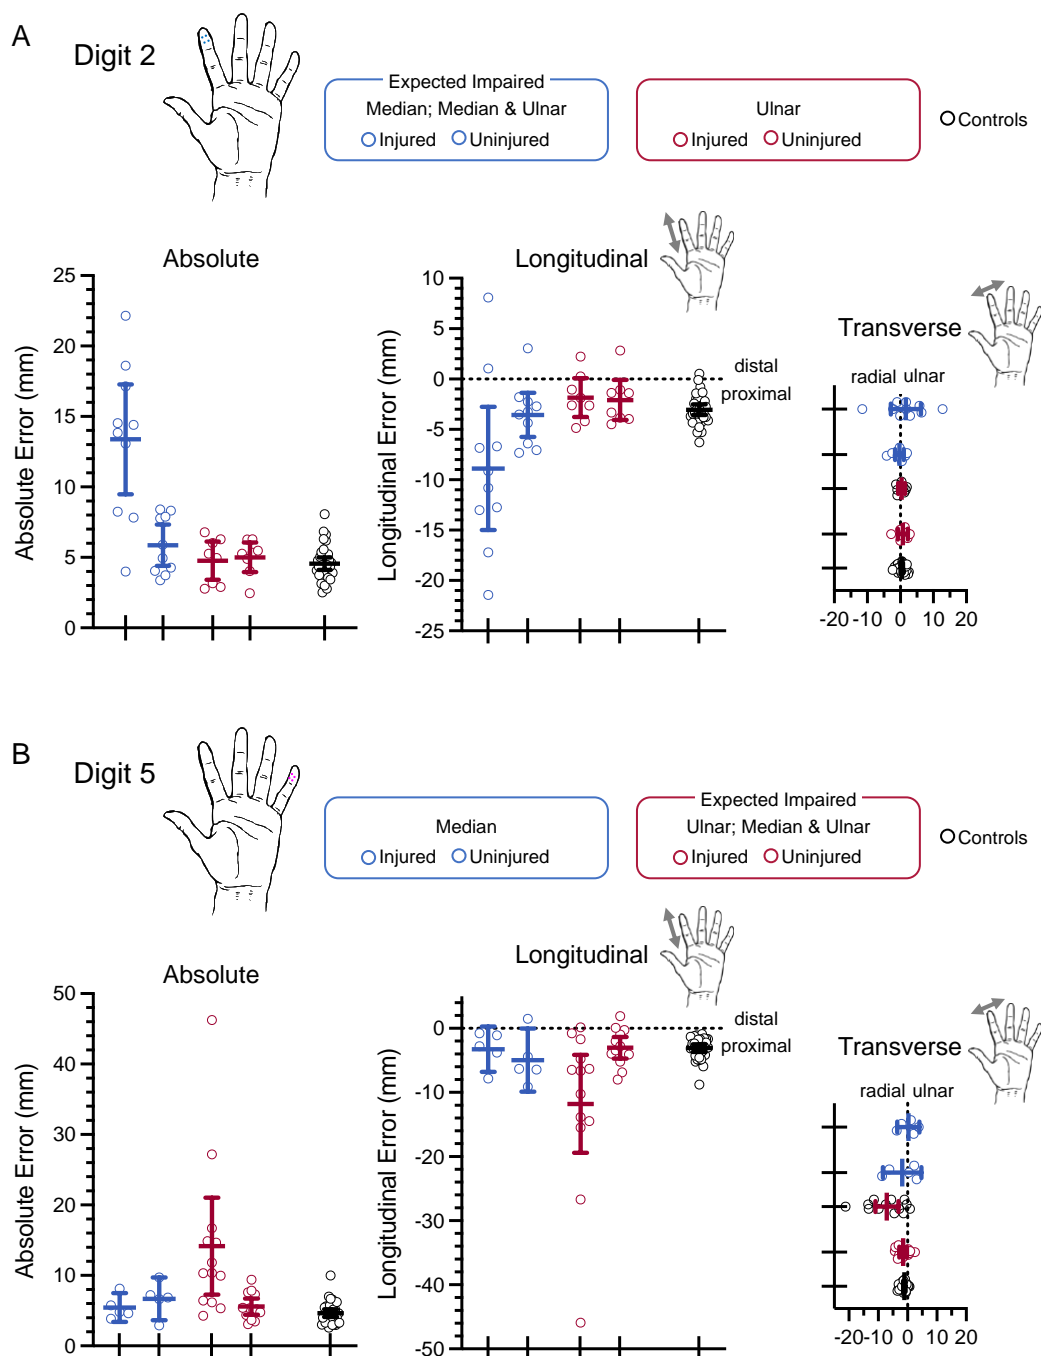 A
Digit 2
Expected Impaired
Median; Median & Ulnar
Injured Uninjured
Ulnar
Injured Uninjured
Controls
Absolute
Absolute Error (mm)
25
20
15
10
5
0
Longitudinal
Longitudinal Error (mm)
10
5
0
-5
-10
-15
-20
-25
distal
proximal
Transverse
radial ulnar
-20 -10 0 10 20
B
Digit 5
Median
Injured Uninjured
Expected Impaired
Ulnar; Median & Ulnar
Injured Uninjured
Controls
Absolute
Absolute Error (mm)
50
40
30
20
10
0
Longitudinal
Longitudinal Error (mm)
0
-10
-20
-30
-40
-50
distal
proximal
Transverse
radial ulnar
-20 -10 0 10